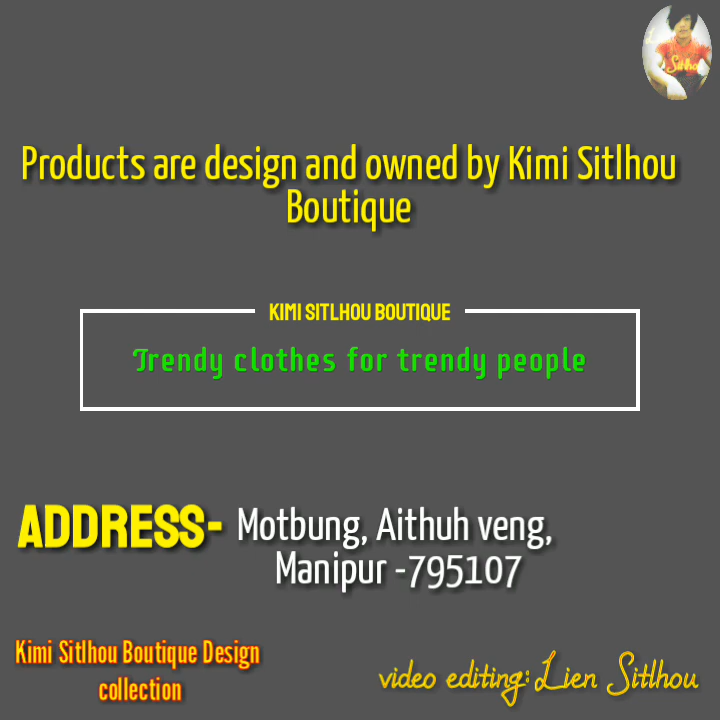 Sitlhou
Products are design and owned by Kimi Sitlhou
Boutique
KIMI SITLHOU BOUTIQUE
Trendy clothes for trendy people
ADDRESS- Motbung, Aithuh veng,
Manipur -795107
Kimi Sitlhou Boutique Design
collection
video editing: Lien Sitlhou